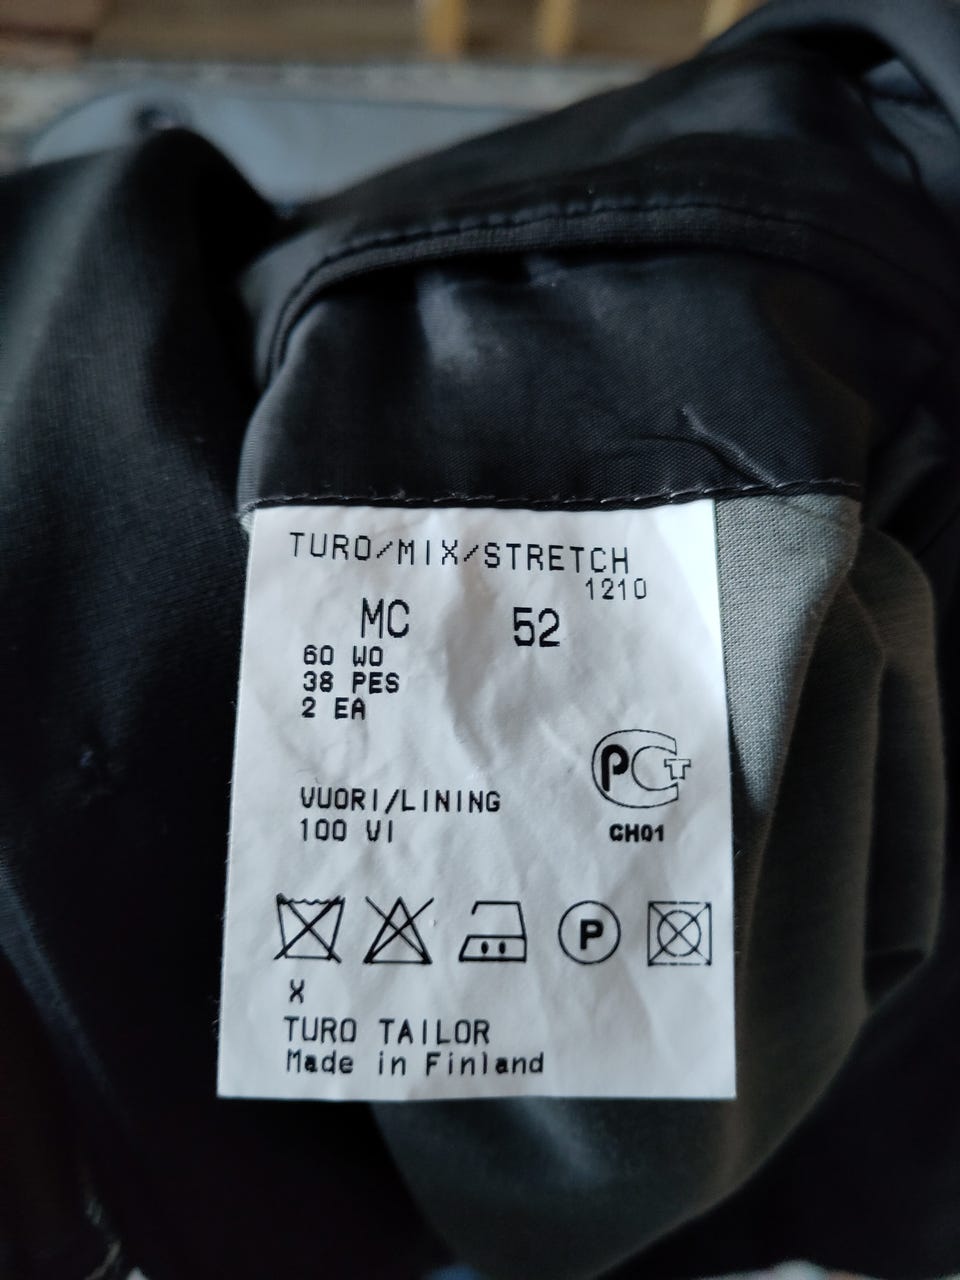 TURO/MIX/STRETCH
1210
MC 52
60 WO
38 PES
2 EA
PCT
CH01
VUORI/LINING
100 VI
P
X
TURO TAILOR
Made in Finland